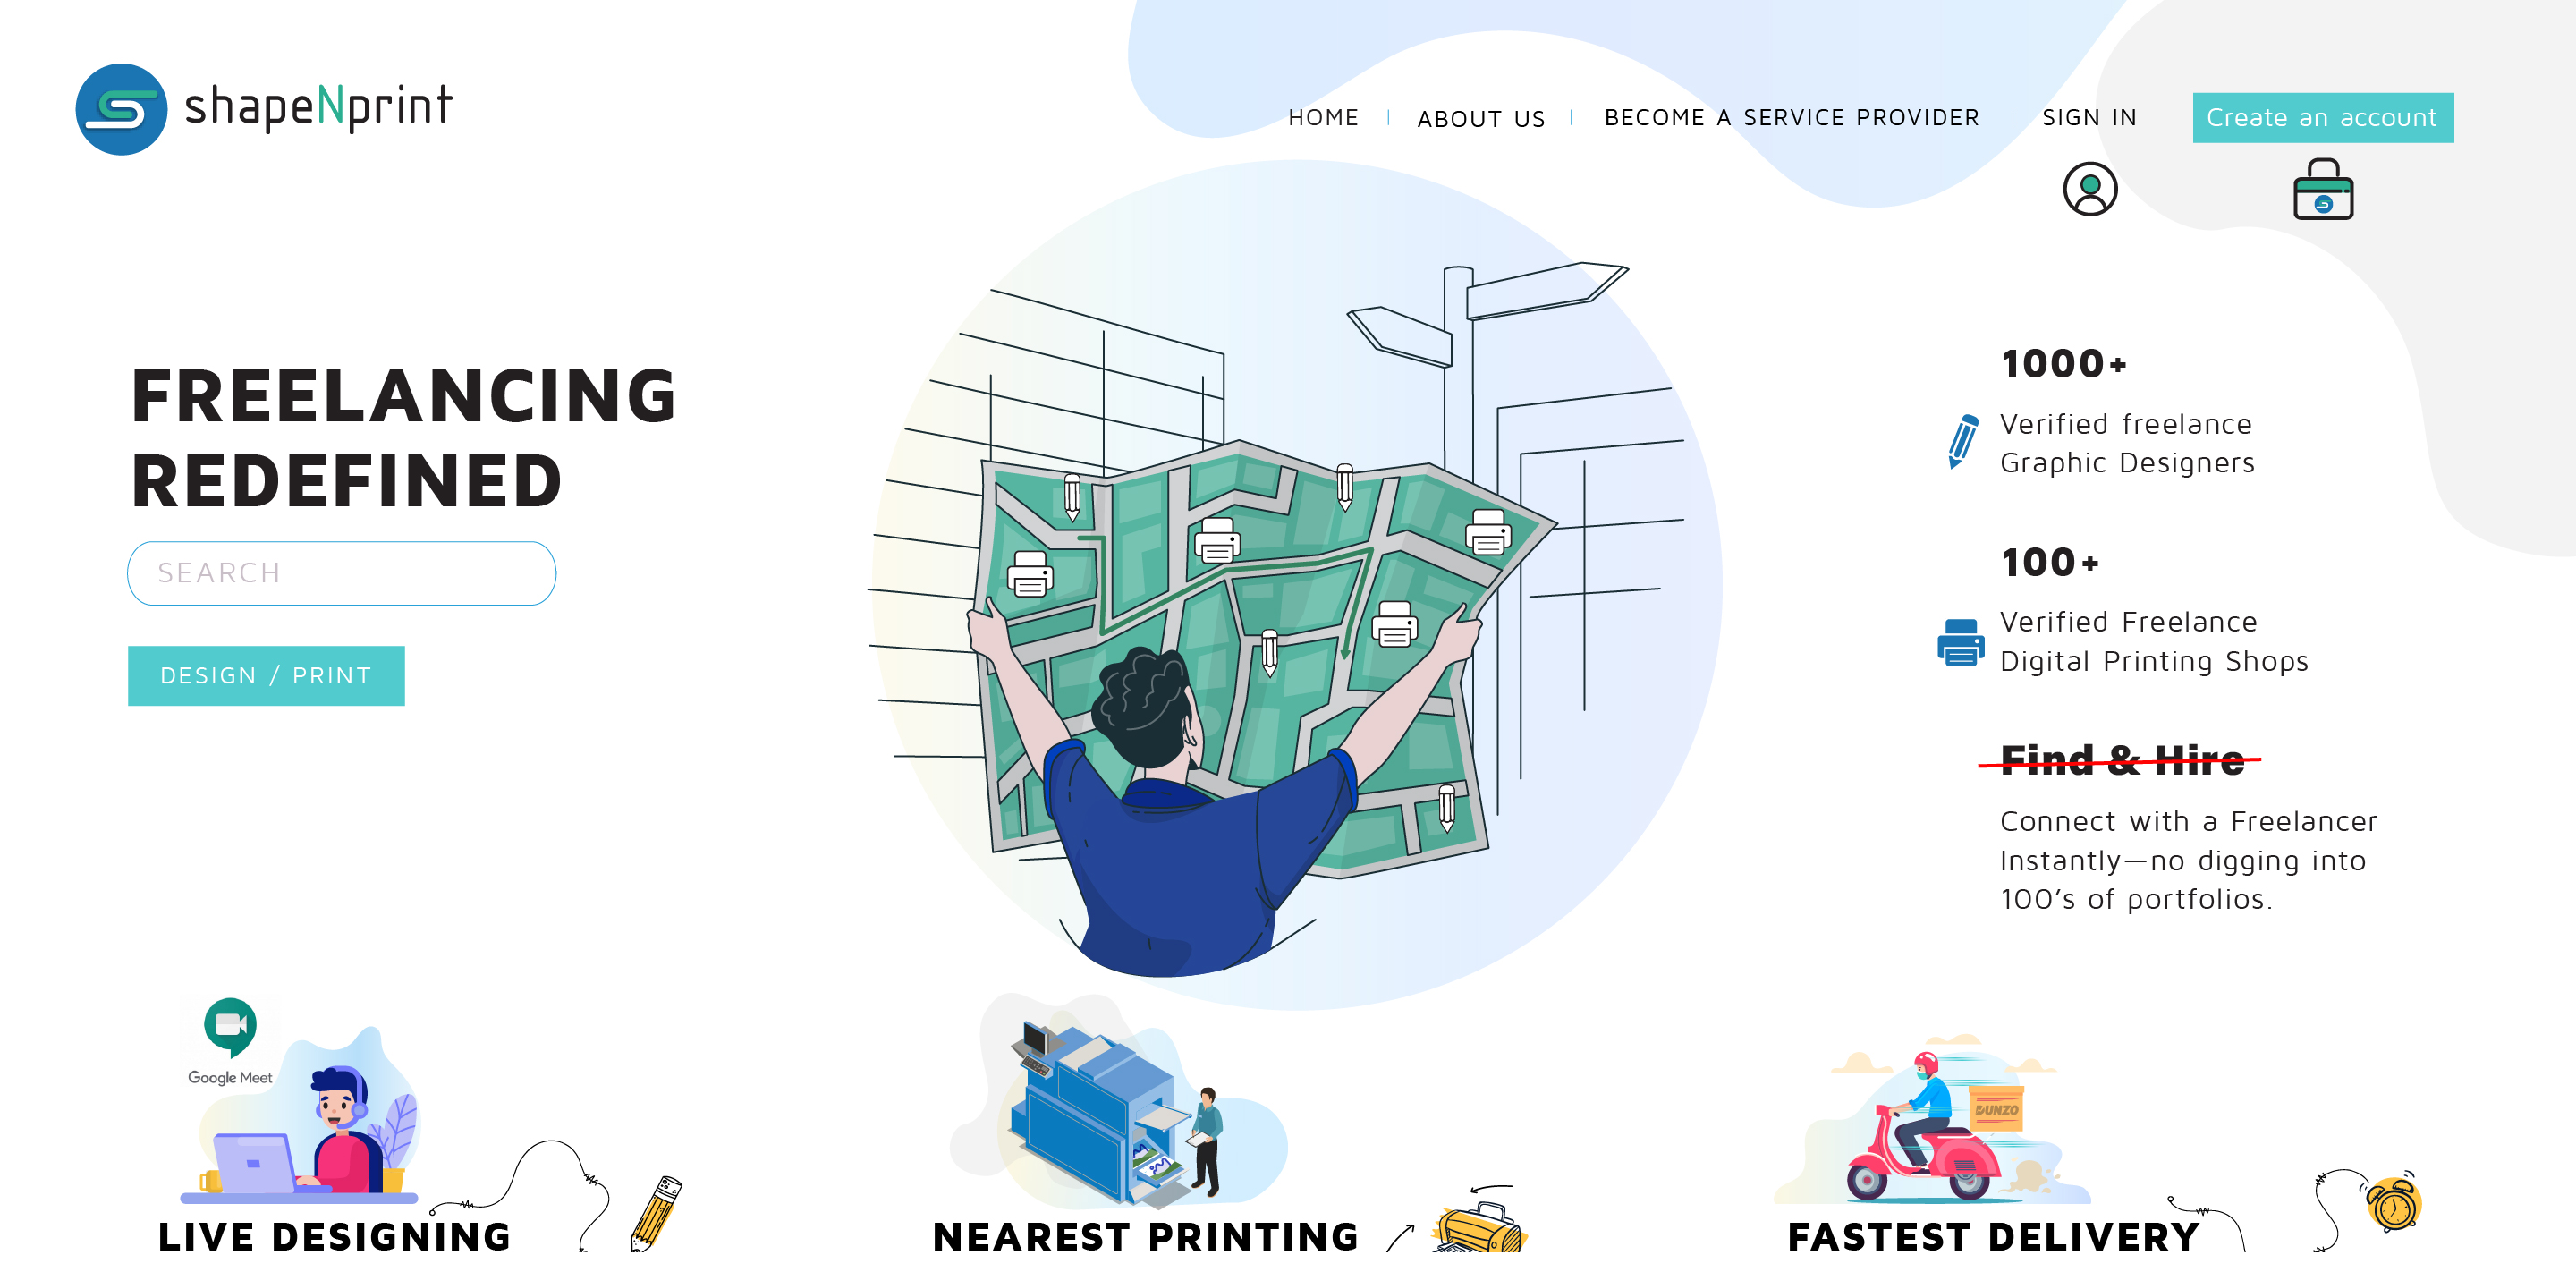 shapeNprint
HOME | ABOUT US | BECOME A SERVICE PROVIDER | SIGN IN
Create an account
FREELANCING
REDEFINED
SEARCH
DESIGN / PRINT
1000+
Verified freelance
Graphic Designers
100+
Verified Freelance
Digital Printing Shops
Find & Hire
Connect with a Freelancer
Instantly—no digging into
100's of portfolios.
Google Meet
LIVE DESIGNING
NEAREST PRINTING
DUNZO
FASTEST DELIVERY